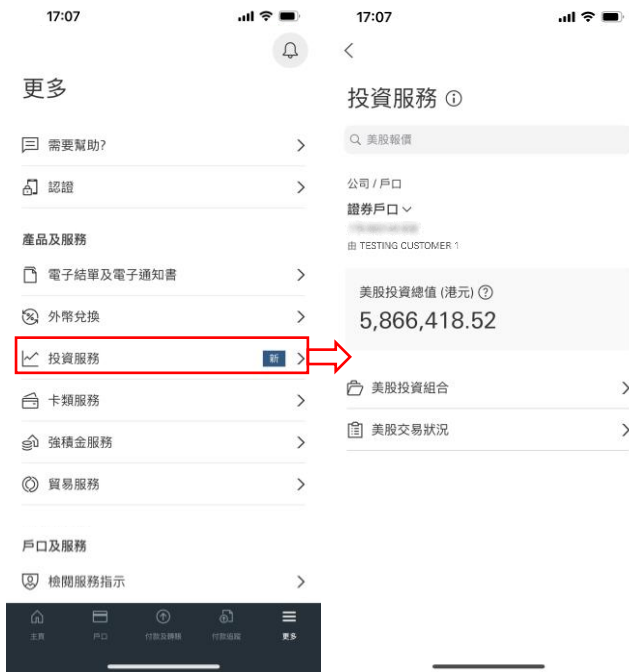 17:07
更多
需要幫助?
認證
產品及服務
電子結單及電子通知書
外幣兌換
投資服務
新
卡類服務
強積金服務
貿易服務
戶口及服務
檢閱服務指示
主頁
戶口
付款及轉賬
付款追蹤
更多
17:07
投資服務
美股報價
公司 / 戶口
證券戶口
由 TESTING CUSTOMER 1
美股投資總值 (港元)
5,866,418.52
美股投資組合
美股交易狀況